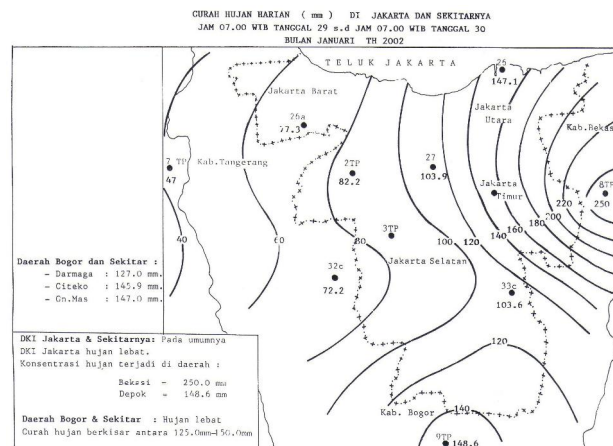 CURAH HUJAN HARIAN ( mm ) DI JAKARTA DAN SEKITARNYA
JAM 07.00 WIB TANGGAL 29 s.d JAM 07.00 WIB TANGGAL 30
BULAN JANUARI TH 2002
TELUK JAKARTA
26
147.1
Jakarta Barat
Jakarta
Utara
26a
77.3
Kab.Bekas
7 TP
47
Kab.Tangerang
2TP
82.2
27
103.9
Jakarta
Timur
8TP
250
220
200
180
160
140
120
100
80
60
40
3TP
Jakarta Selatan
32c
72.2
33c
103.6
Daerah Bogor dan Sekitar :
- Darmaga : 127.0 mm.
- Citeko : 145.9 mm.
- Gn.Mas : 147.0 mm.
DKI Jakarta & Sekitarnya: Pada umumnya
DKI Jakarta hujan lebat.
Konsentrasi hujan terjadi di daerah :
Bekasi = 250.0 mm
Depok = 148.6 mm
Daerah Bogor & Sekitar : Hujan lebat
Curah hujan berkisar antara 125.0mm-150.0mm
120
Kab. Bogor
140
9TP
148.6